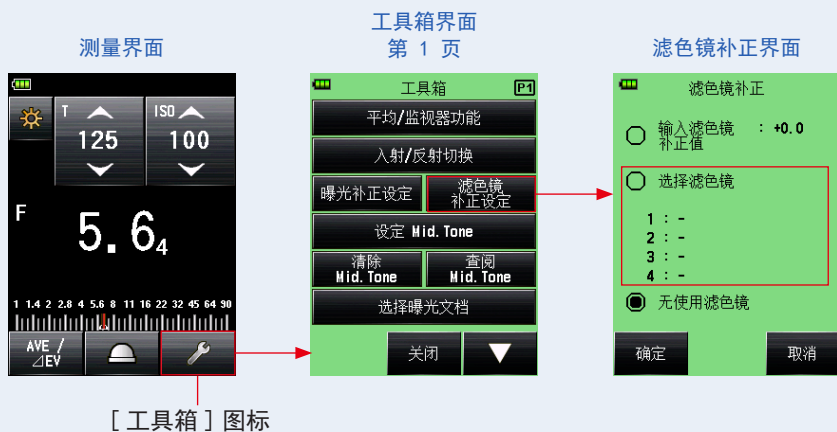 测量界面
T
125
ISO
100
F
5.6₄
1 1.4 2 2.8 4 5.6 8 11 16 22 32 45 64 90
AVE /
⊿EV
[ 工具箱 ] 图标
工具箱界面
第 1 页
工具箱
P1
平均/监视器功能
入射/反射切换
曝光补正设定
滤色镜
补正设定
设定 Mid. Tone
清除
Mid. Tone
查阅
Mid. Tone
选择曝光文档
关闭
滤色镜补正界面
滤色镜补正
输入滤色镜 : +0.0
补正值
选择滤色镜
1 : -
2 : -
3 : -
4 : -
无使用滤色镜
确定
取消